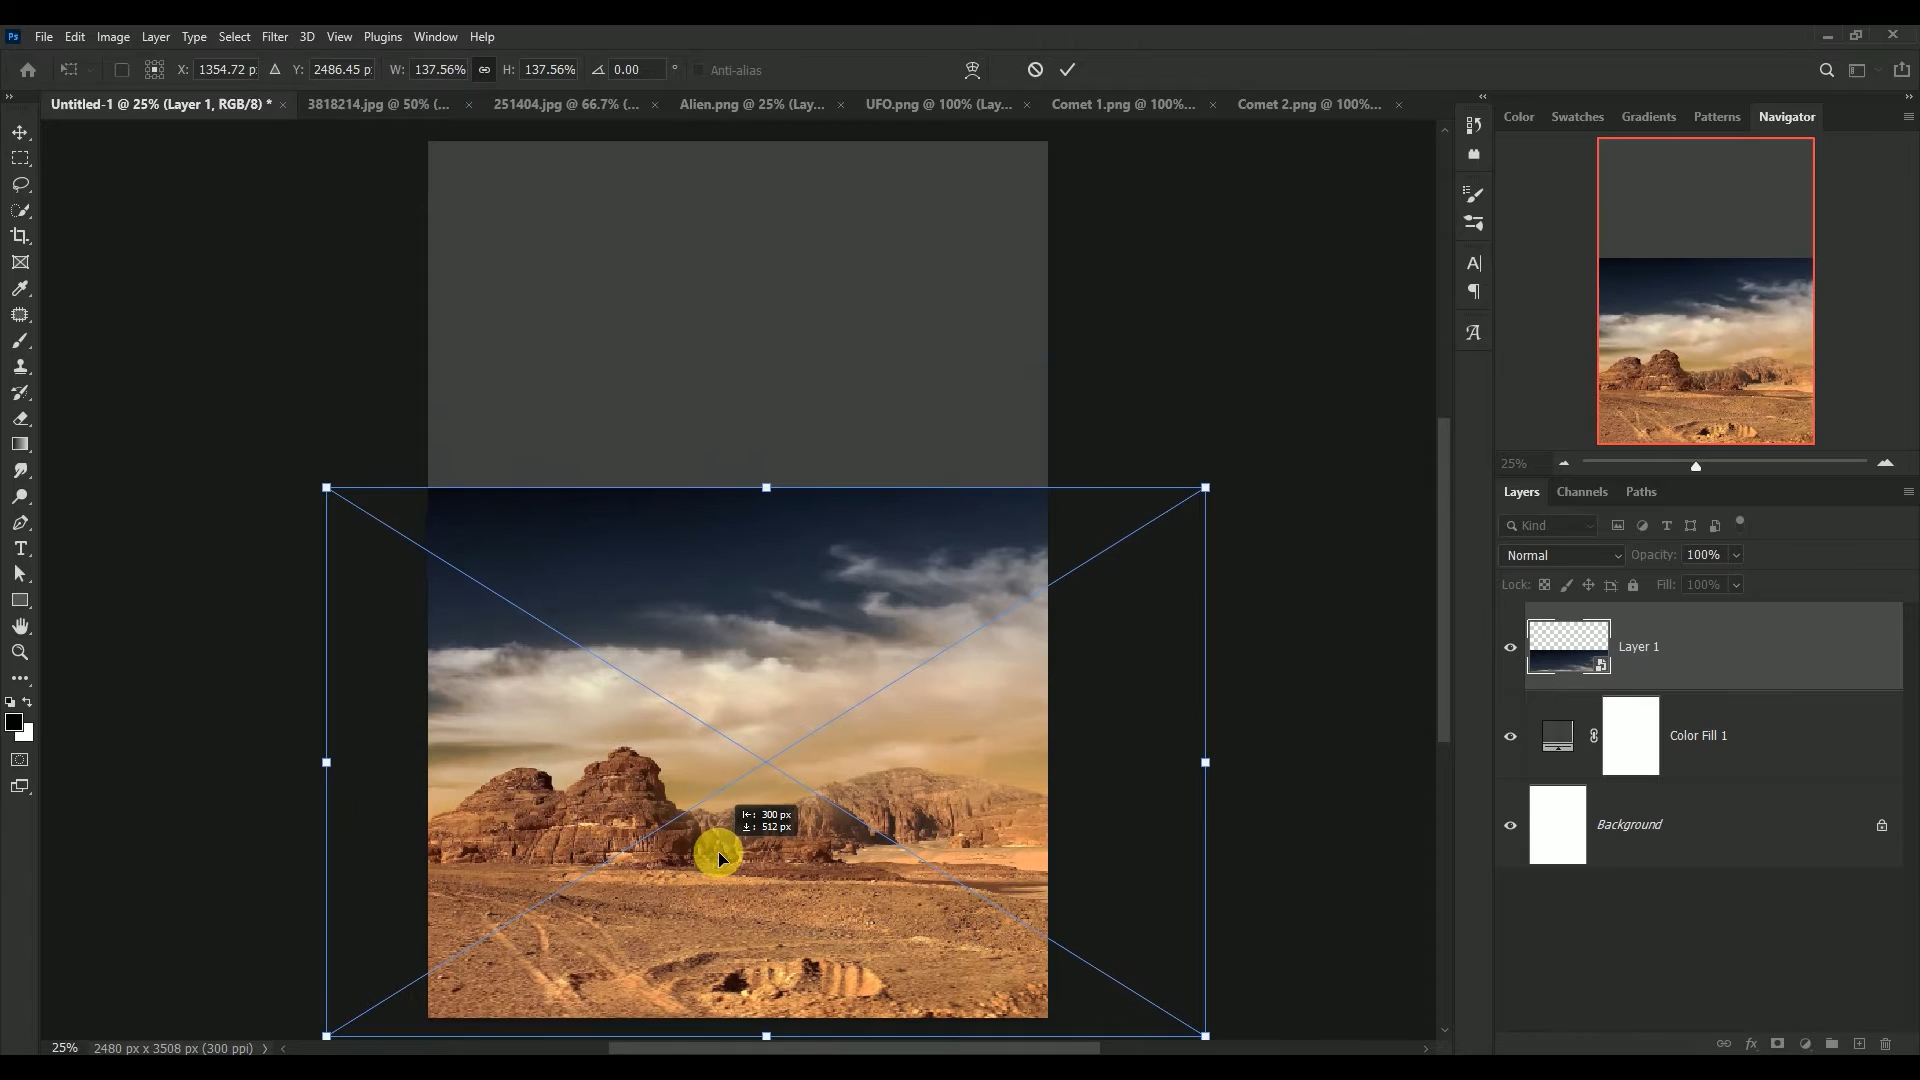 Ps File Edit Image Layer Type Select Filter 3D View Plugins Window Help
X: 1354.72 p: Y: 2486.45 p: W: 137.56% H: 137.56% 0.00 ° Anti-alias
Untitled-1 @ 25% (Layer 1, RGB/8) * 3818214.jpg @ 50% (... 251404.jpg @ 66.7% (... Alien.png @ 25% (Lay... UFO.png @ 100% (Lay... Comet 1.png @ 100%... Comet 2.png @ 100%...
Color Swatches Gradients Patterns Navigator
25%
Layers Channels Paths
Kind
Normal Opacity: 100%
Lock: Fill: 100%
Layer 1
Color Fill 1
Background
300 px
512 px
25% 2480 px x 3508 px (300 ppi)